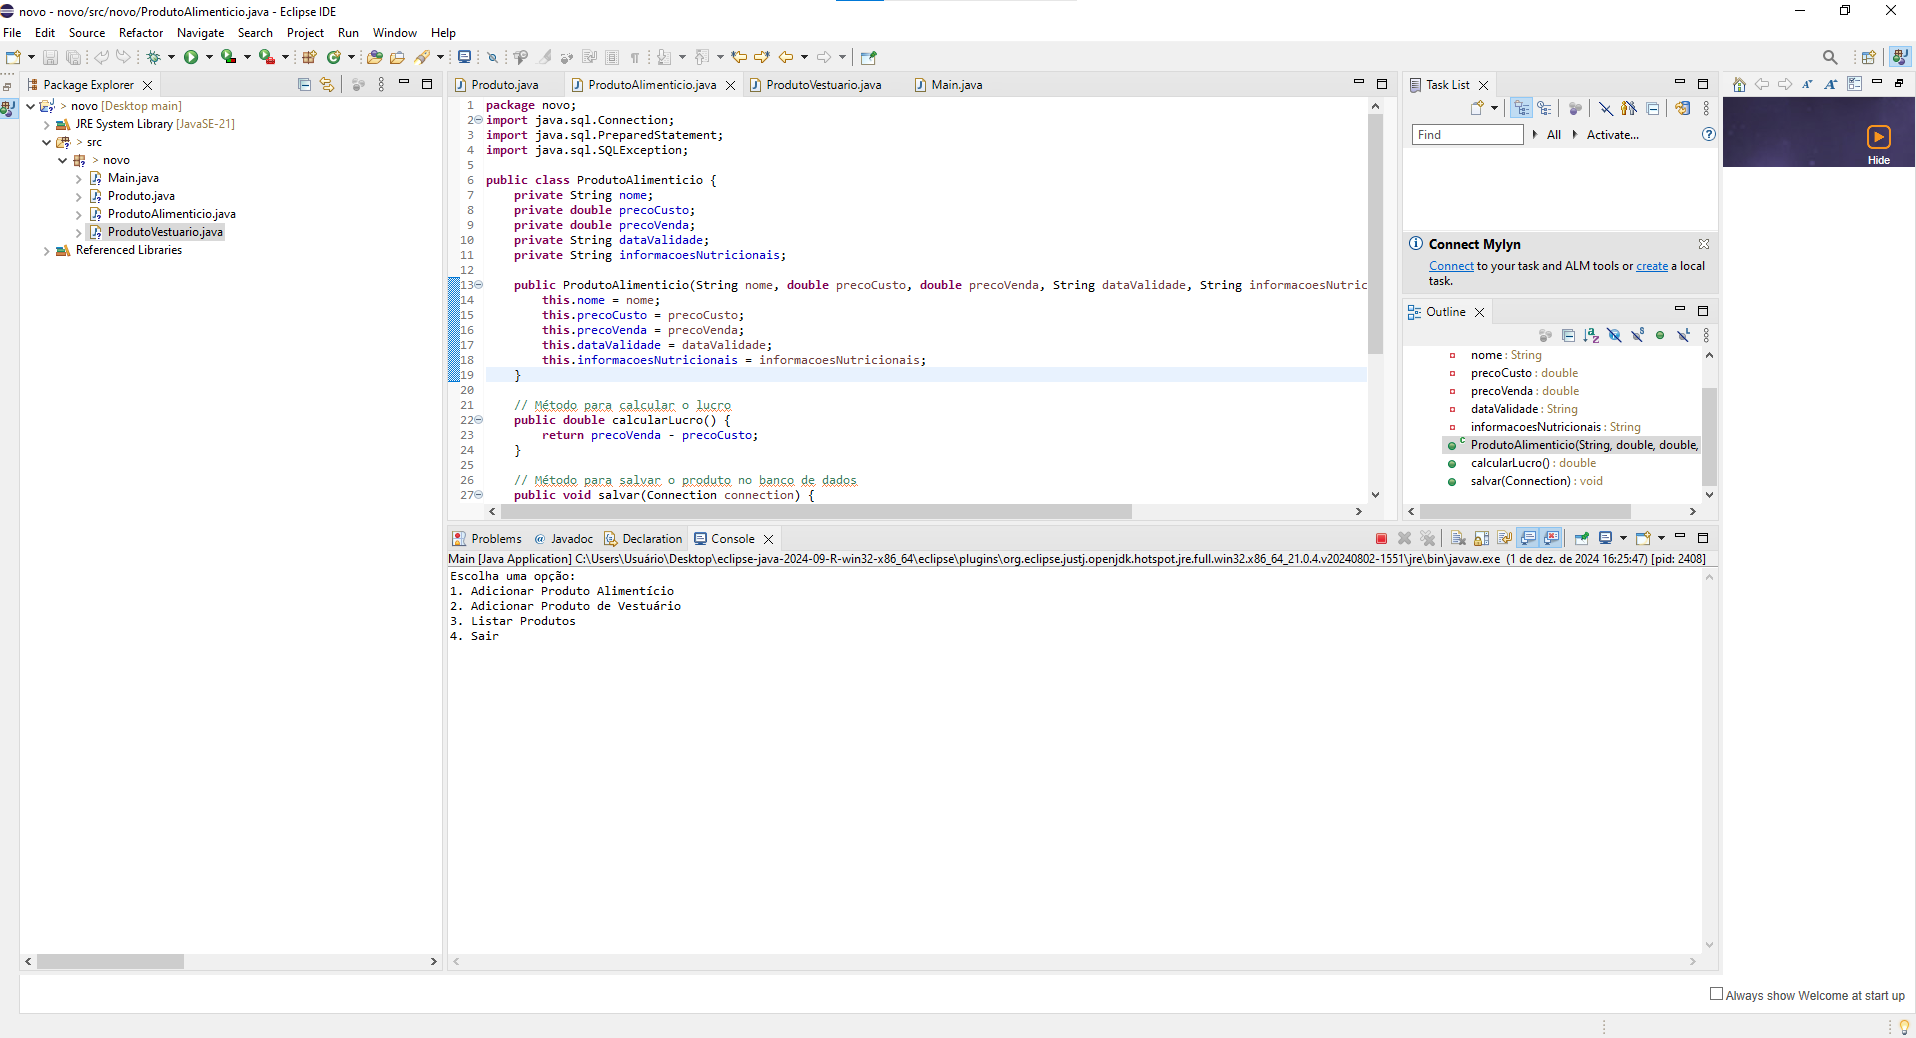 novo - novo/src/novo/ProdutoAlimenticio.java - Eclipse IDE
File Edit Source Refactor Navigate Search Project Run Window Help
Package Explorer
novo [Desktop main]
JRE System Library [JavaSE-21]
src
novo
Main.java
Produto.java
ProdutoAlimenticio.java
ProdutoVestuario.java
Referenced Libraries
Produto.java ProdutoAlimenticio.java ProdutoVestuario.java Main.java
1 package novo;
2 import java.sql.Connection;
3 import java.sql.PreparedStatement;
4 import java.sql.SQLException;
5
6 public class ProdutoAlimenticio {
7 private String nome;
8 private double precoCusto;
9 private double precoVenda;
10 private String dataValidade;
11 private String informacoesNutricionais;
12
13 public ProdutoAlimenticio(String nome, double precoCusto, double precoVenda, String dataValidade, String informacoesNutric
14 this.nome = nome;
15 this.precoCusto = precoCusto;
16 this.precoVenda = precoVenda;
17 this.dataValidade = dataValidade;
18 this.informacoesNutricionais = informacoesNutricionais;
19 }
20
21 // Método para calcular o lucro
22 public double calcularLucro() {
23 return precoVenda - precoCusto;
24 }
25
26 // Método para salvar o produto no banco de dados
27 public void salvar(Connection connection) {
Task List
Find All Activate...
Connect Mylyn
Connect to your task and ALM tools or create a local
task.
Outline
nome : String
precoCusto : double
precoVenda : double
dataValidade : String
informacoesNutricionais : String
ProdutoAlimenticio(String, double, double,
calcularLucro() : double
salvar(Connection) : void
Hide
Problems Javadoc Declaration Console
Main [Java Application] C:\Users\Usuário\Desktop\eclipse-java-2024-09-R-win32-x86_64\eclipse\plugins\org.eclipse.justj.openjdk.hotspot.jre.full.win32.x86_64_21.0.4.v20240802-1551\jre\bin\javaw.exe (1 de dez. de 2024 16:25:47) [pid: 2408]
Escolha uma opção:
1. Adicionar Produto Alimentício
2. Adicionar Produto de Vestuário
3. Listar Produtos
4. Sair
Always show Welcome at start up